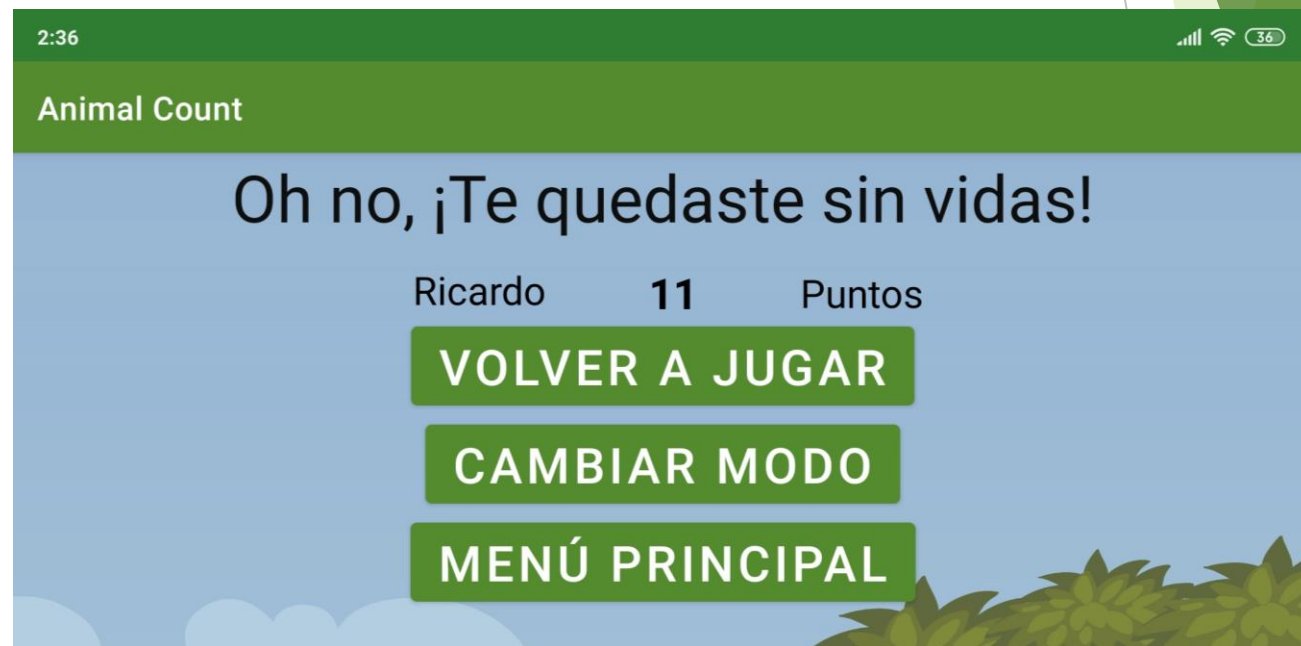 2:36 36
Animal Count
Oh no, ¡Te quedaste sin vidas!
Ricardo 11 Puntos
VOLVER A JUGAR
CAMBIAR MODO
MENÚ PRINCIPAL